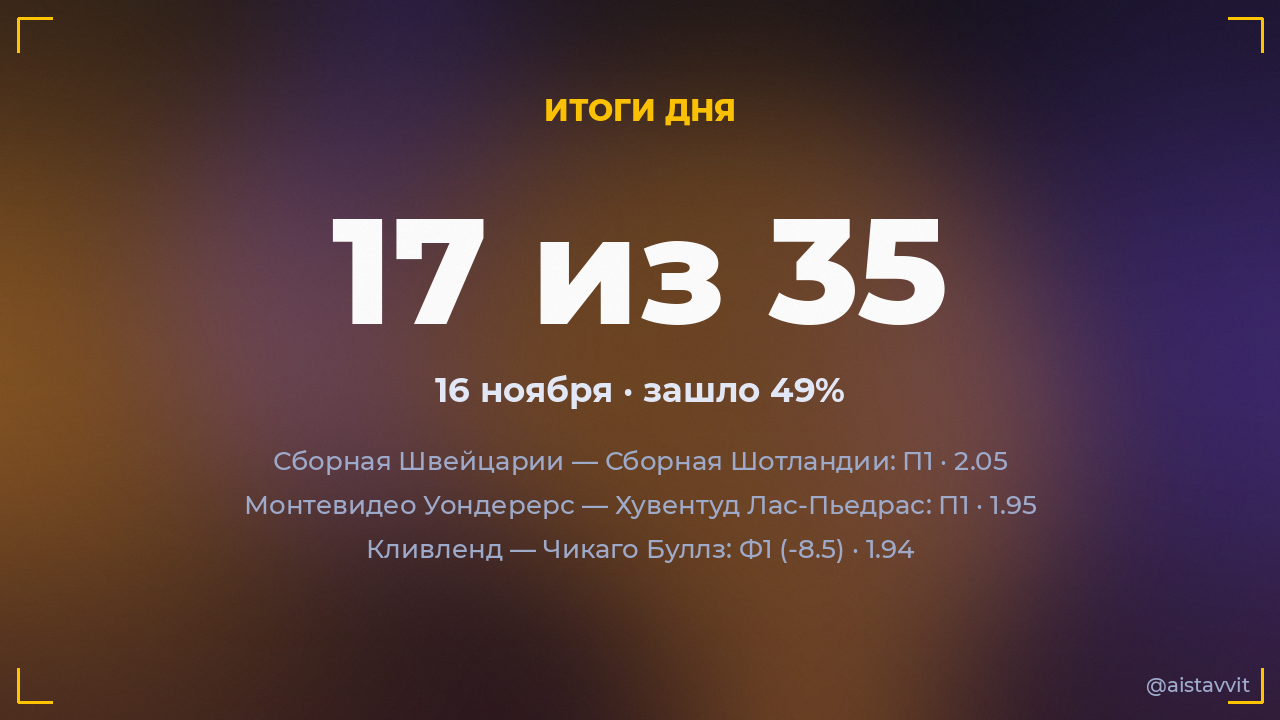 ИТОГИ ДНЯ
17 из 35
16 ноября · зашло 49%
Сборная Швейцарии — Сборная Шотландии: П1 · 2.05
Монтевидео Уондерерс — Хувентуд Лас-Пьедрас: П1 · 1.95
Кливленд — Чикаго Буллз: Ф1 (-8.5) · 1.94
@aistavvit